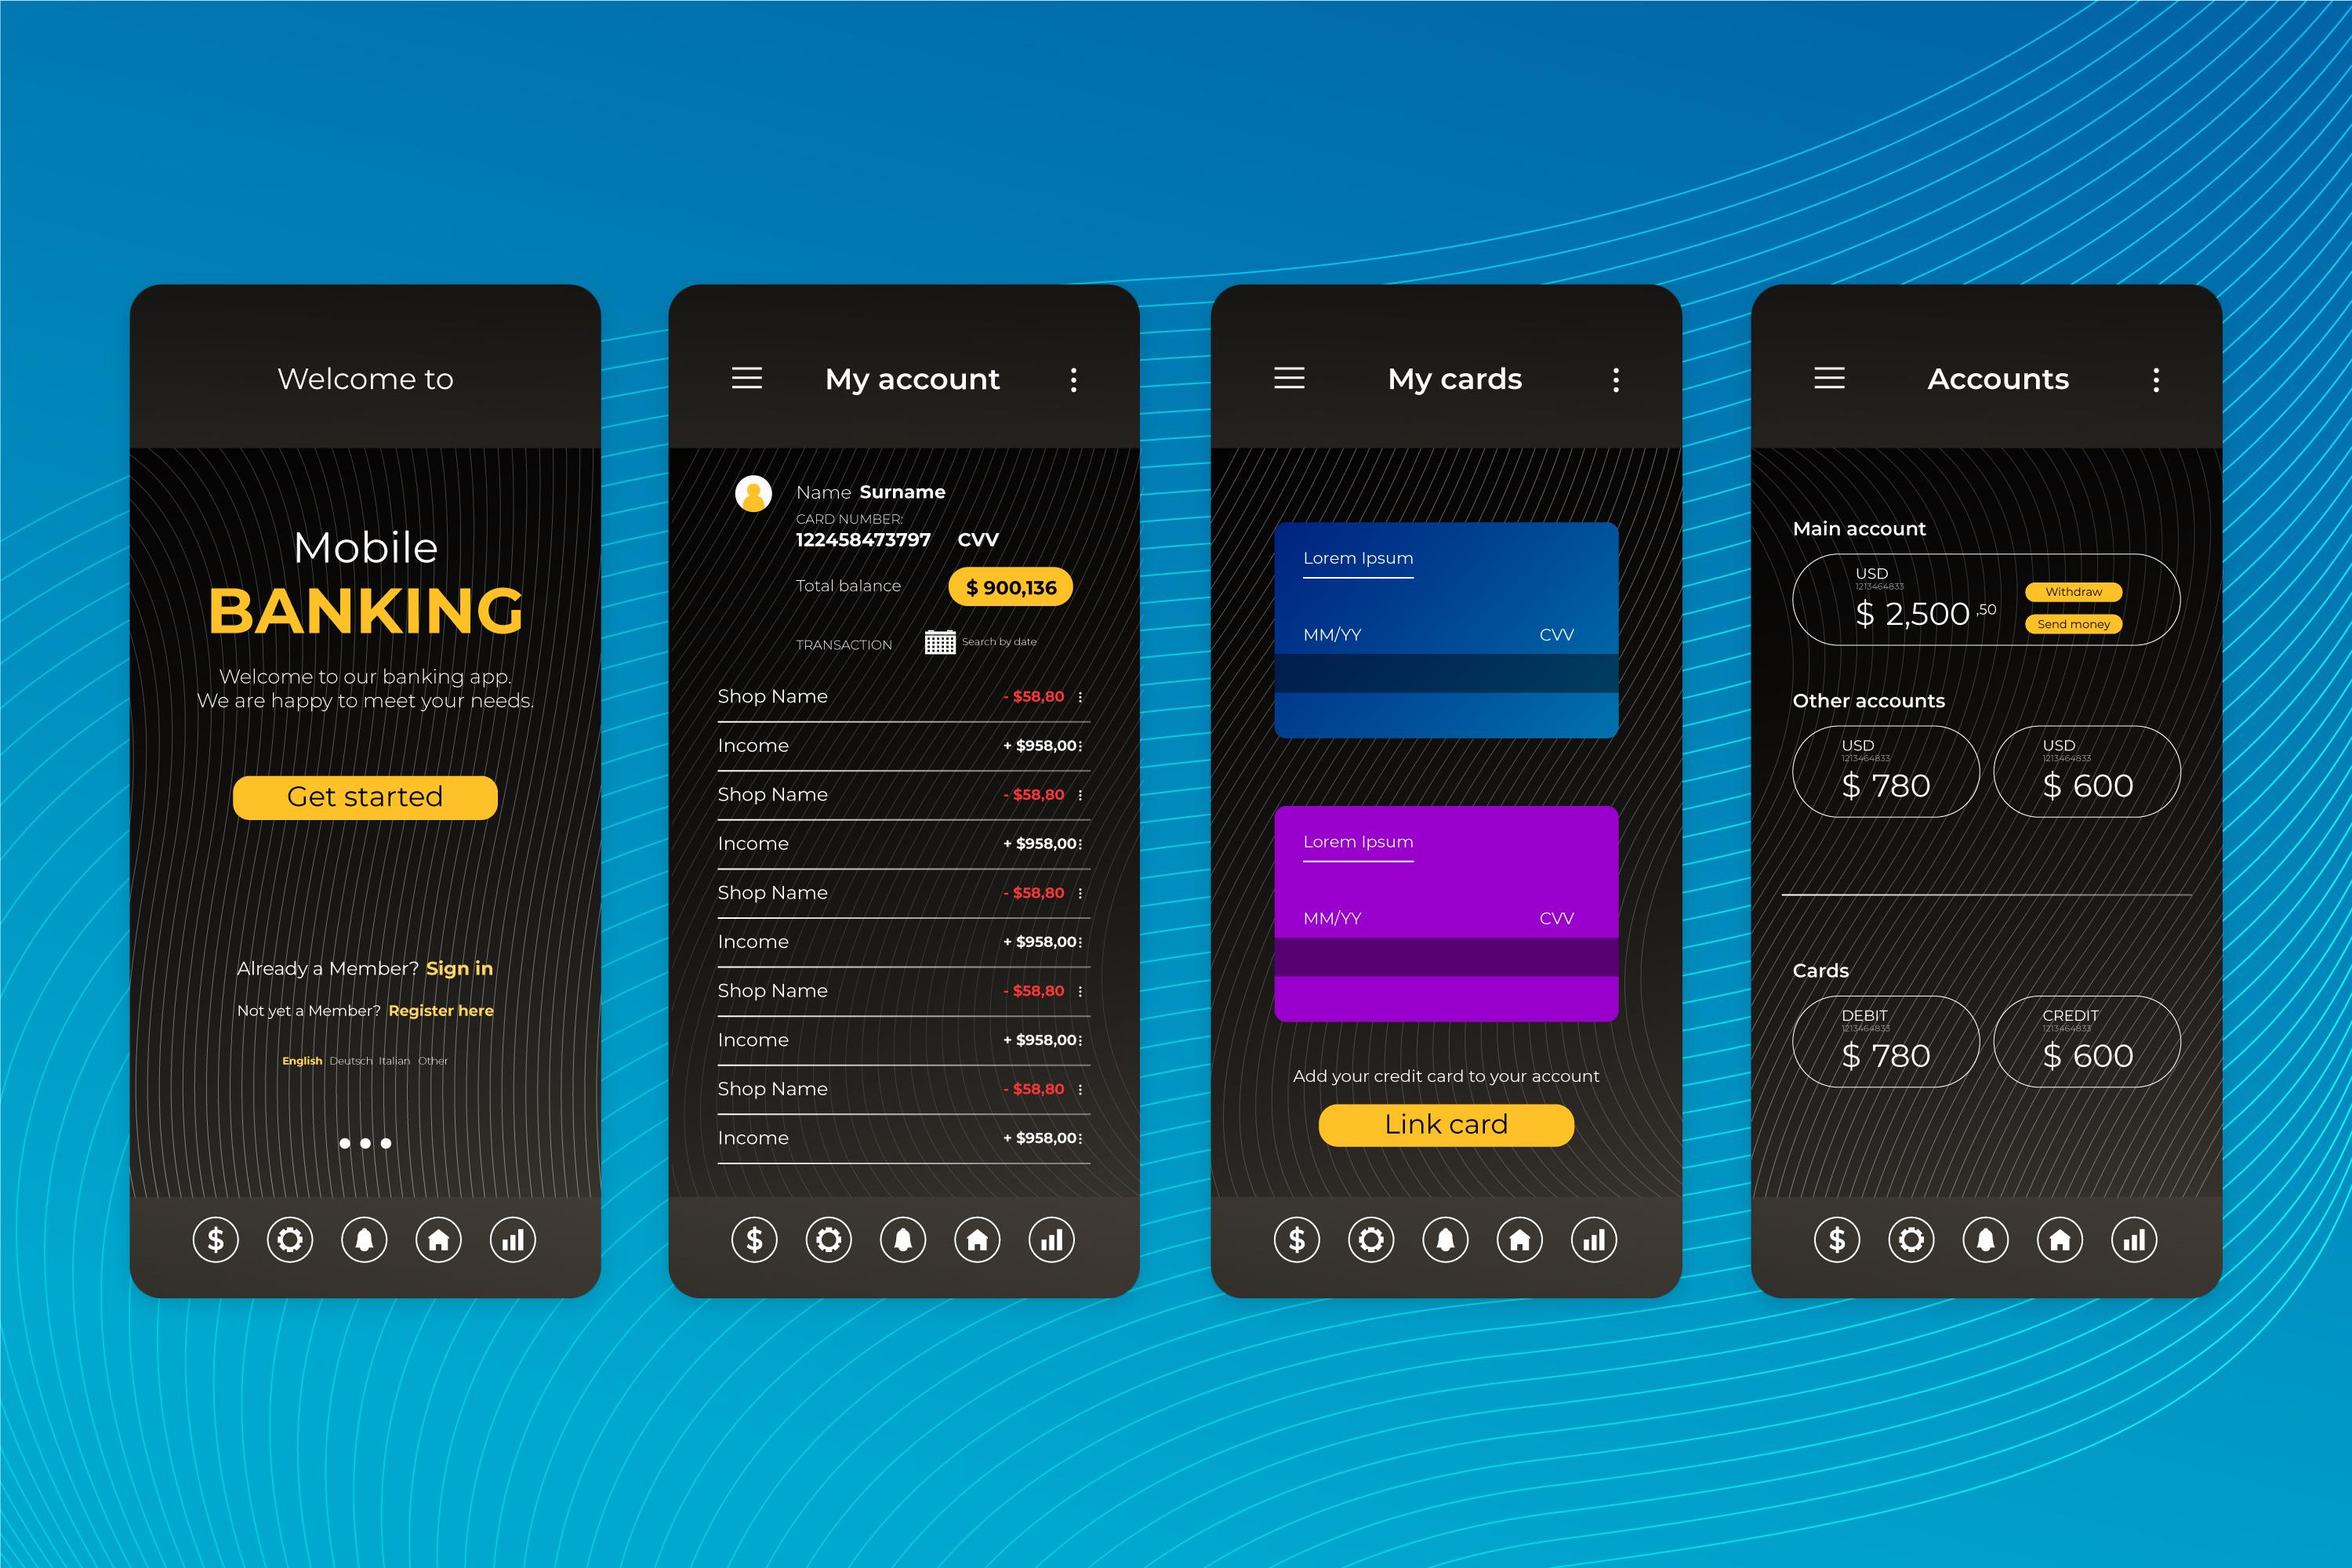 Welcome to
Mobile
BANKING
Welcome to our banking app.
We are happy to meet your needs.
Get started
Already a Member? Sign in
Not yet a Member? Register here
English Deutsch Italian Other
$
My account
Name Surname
CARD NUMBER:
122458473797 CVV
Total balance $ 900,136
TRANSACTION Search by date
Shop Name - $58,80
Income + $958,00
Shop Name - $58,80
Income + $958,00
Shop Name - $58,80
Income + $958,00
Shop Name - $58,80
Income + $958,00
Shop Name - $58,80
Income + $958,00
$
My cards
Lorem Ipsum
MM/YY CVV
Lorem Ipsum
MM/YY CVV
Add your credit card to your account
Link card
$
Accounts
Main account
USD
1213464833
$ 2,500 ,50
Withdraw
Send money
Other accounts
USD
1213464833
$ 780
USD
1213464833
$ 600
Cards
DEBIT
1213464833
$ 780
CREDIT
1213464833
$ 600
$